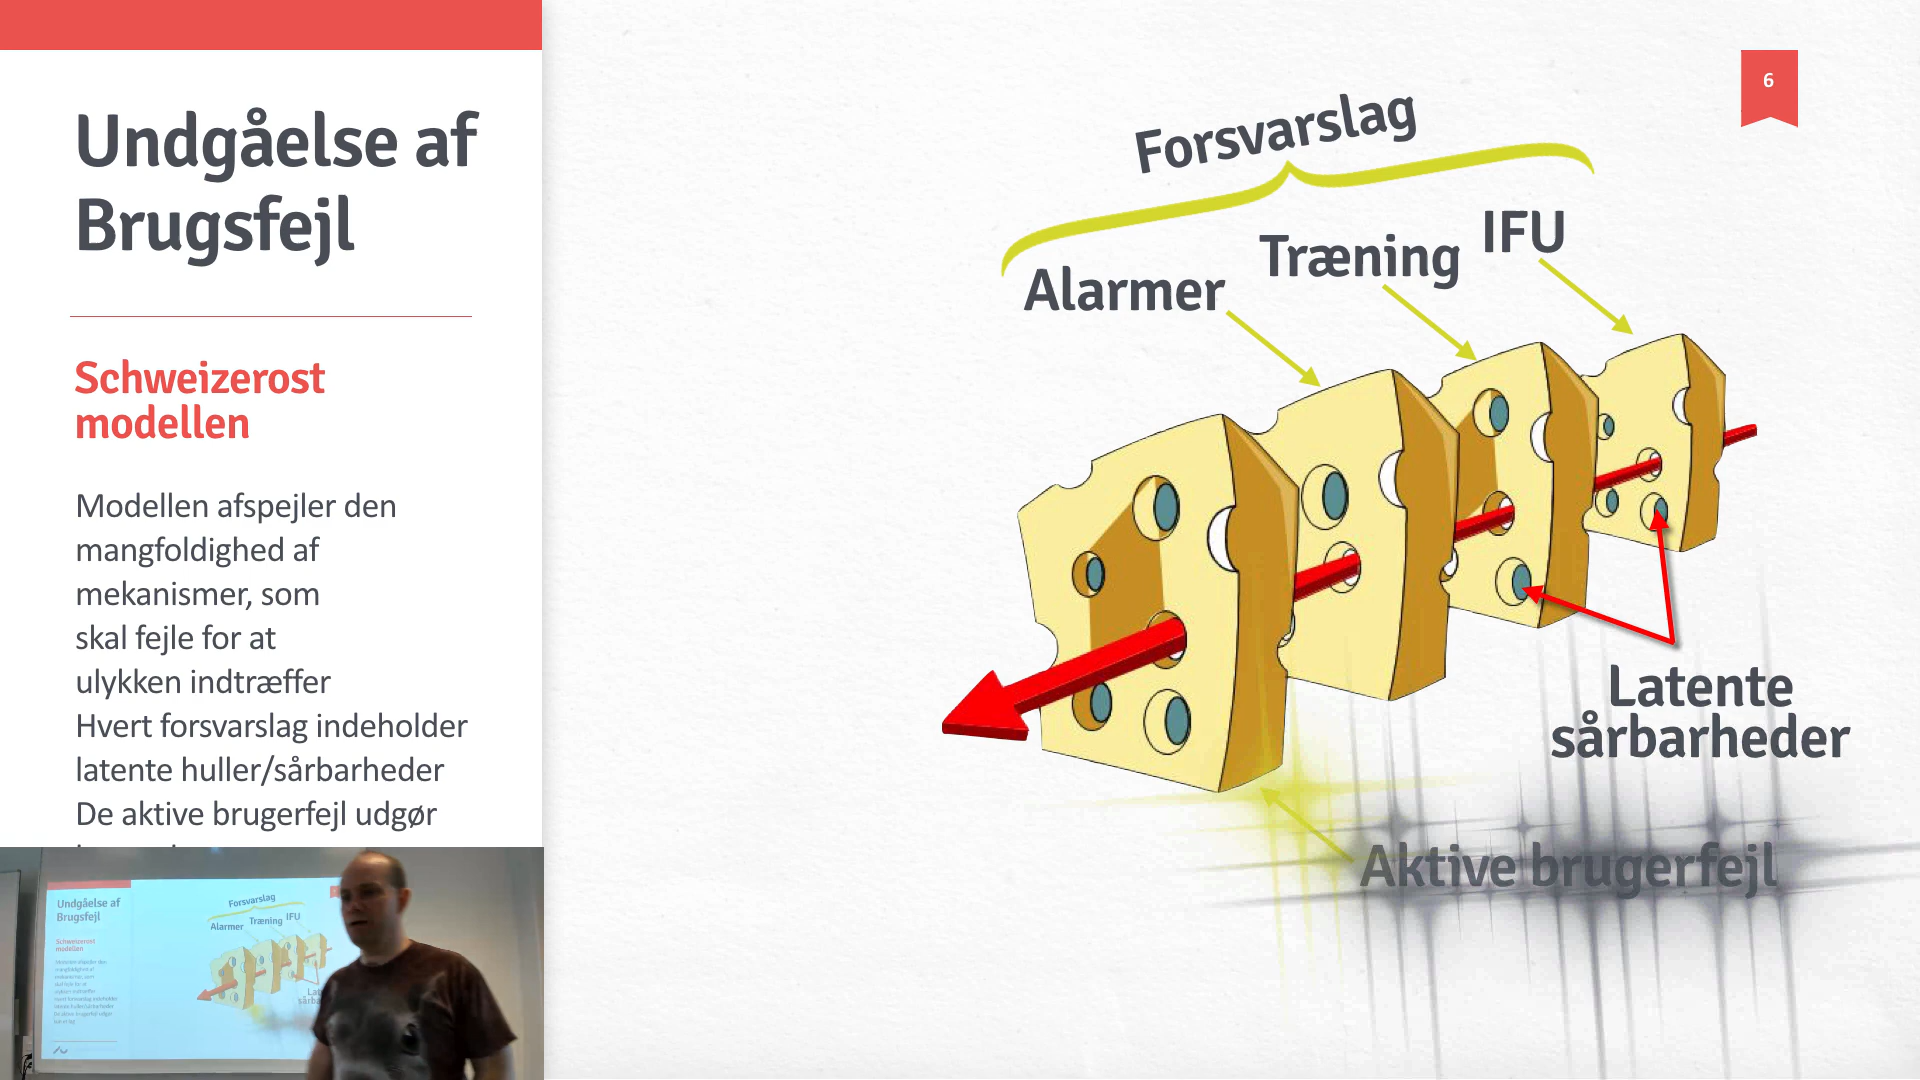 Undgåelse af
Brugsfejl
Schweizerost
modellen
Modellen afspejler den
mangfoldighed af
mekanismer, som
skal fejle for at
ulykken indtræffer
Hvert forsvarslag indeholder
latente huller/sårbarheder
De aktive brugerfejl udgør
6
Forsvarslag
Alarmer
Træning
IFU
Latente
sårbarheder
Aktive brugerfejl
Undgåelse af
Brugsfejl
Schweizerost
modellen
Forsvarslag
Alarmer
Træning
IFU